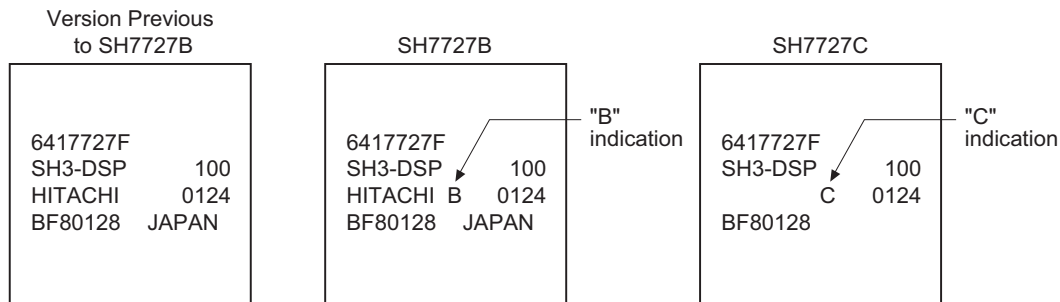 Version Previous
to SH7727B
6417727F
SH3-DSP 100
HITACHI 0124
BF80128 JAPAN
SH7727B
6417727F
SH3-DSP 100
HITACHI B 0124
BF80128 JAPAN
"B"
indication
SH7727C
6417727F
SH3-DSP 100
C 0124
BF80128
"C"
indication